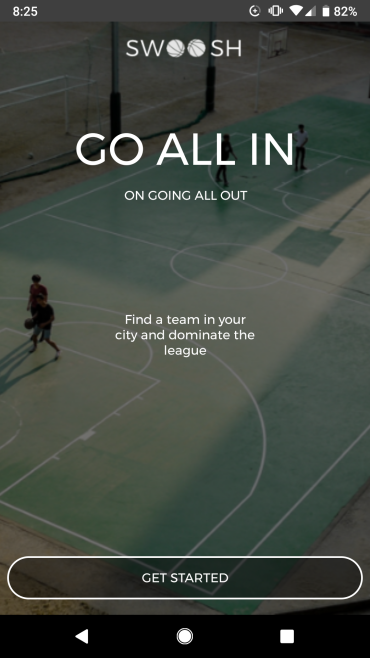 8:25
82%
SWOOSH
GO ALL IN
ON GOING ALL OUT
Find a team in your
city and dominate the
league
GET STARTED